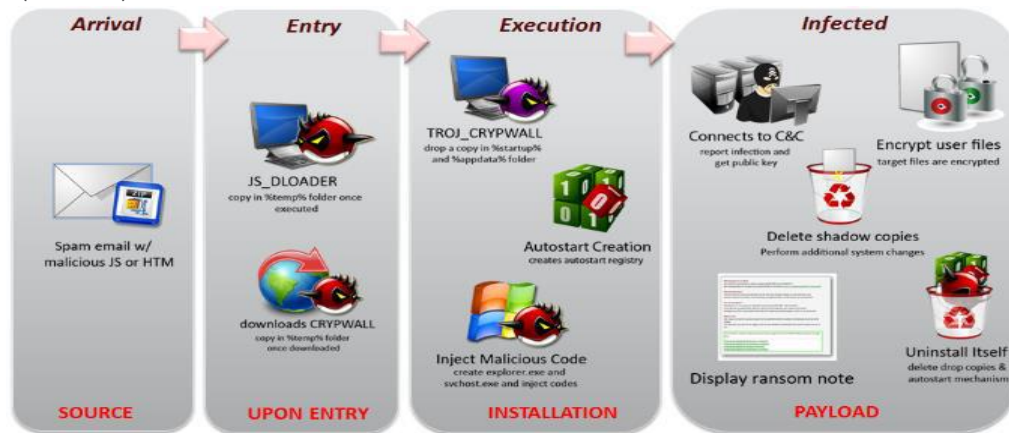 Arrival
Spam email w/
malicious JS or HTM
SOURCE
Entry
JS_DLOADER
copy in %temp% folder once
executed
downloads CRYPWALL
copy in %temp% folder
once downloaded
UPON ENTRY
Execution
TROJ_CRYPWALL
drop a copy in %startup%
and %appdata% folder
Autostart Creation
creates autostart registry
Inject Malicious Code
create explorer.exe and
svchost.exe and inject codes
INSTALLATION
Infected
Connects to C&C
report infection and
get public key
Encrypt user files
target files are encrypted
Delete shadow copies
Perform additional system changes
Display ransom note
Uninstall Itself
delete drop copies &
autostart mechanism
PAYLOAD
ZIP